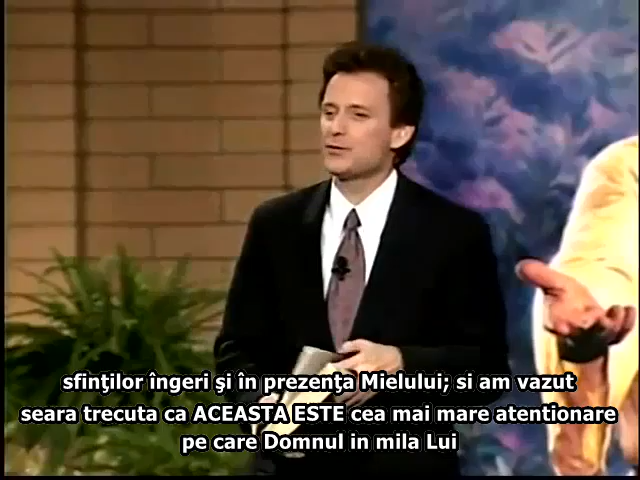 sfinţilor îngeri şi în prezenţa Mielului; si am vazut
seara trecuta ca ACEASTA ESTE cea mai mare atentionare
pe care Domnul in mila Lui